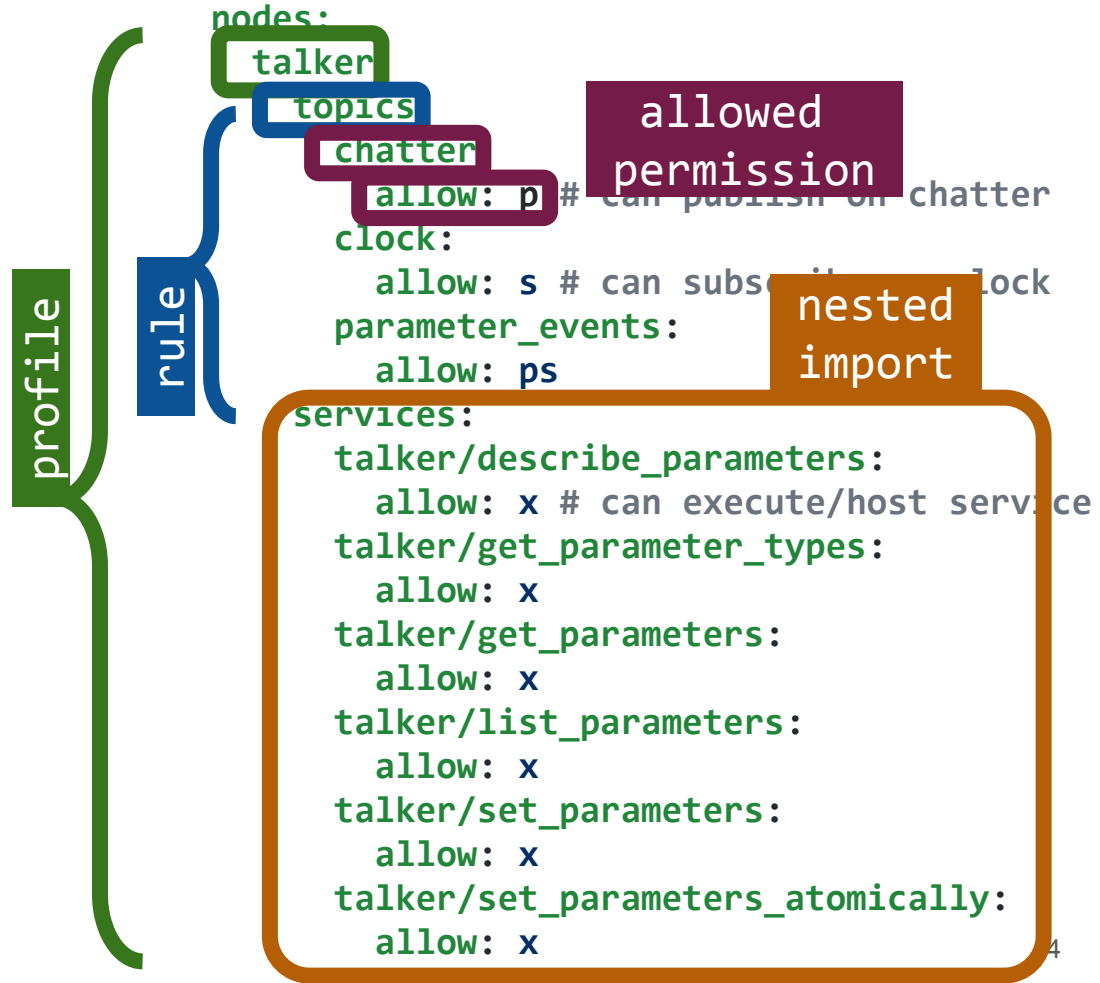 nodes:
talker
topics
chatter
allow: p # can publish on chatter
clock:
allow: s # can subs lock
parameter_events:
allow: ps
services:
talker/describe_parameters:
allow: x # can execute/host service
talker/get_parameter_types:
allow: x
talker/get_parameters:
allow: x
talker/list_parameters:
allow: x
talker/set_parameters:
allow: x
talker/set_parameters_atomically:
allow: x
allowed
permission
nested
import
profile
rule
4